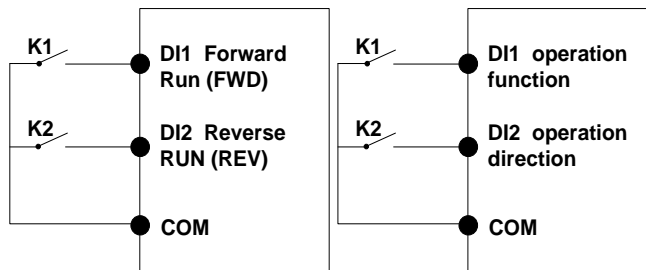 K1
DI1 Forward
Run (FWD)
K2
DI2 Reverse
RUN (REV)
COM
K1
DI1 operation
function
K2
DI2 operation
direction
COM